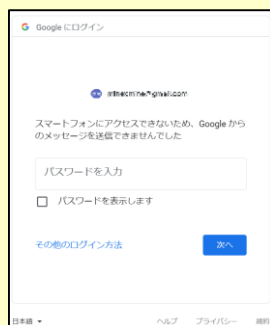 Google にログイン
スマートフォンにアクセスできないため、Google から
のメッセージを送信できませんでした
パスワードを入力
パスワードを表示します
その他のログイン方法
次へ
日本語
ヘルプ プライバシー 規約